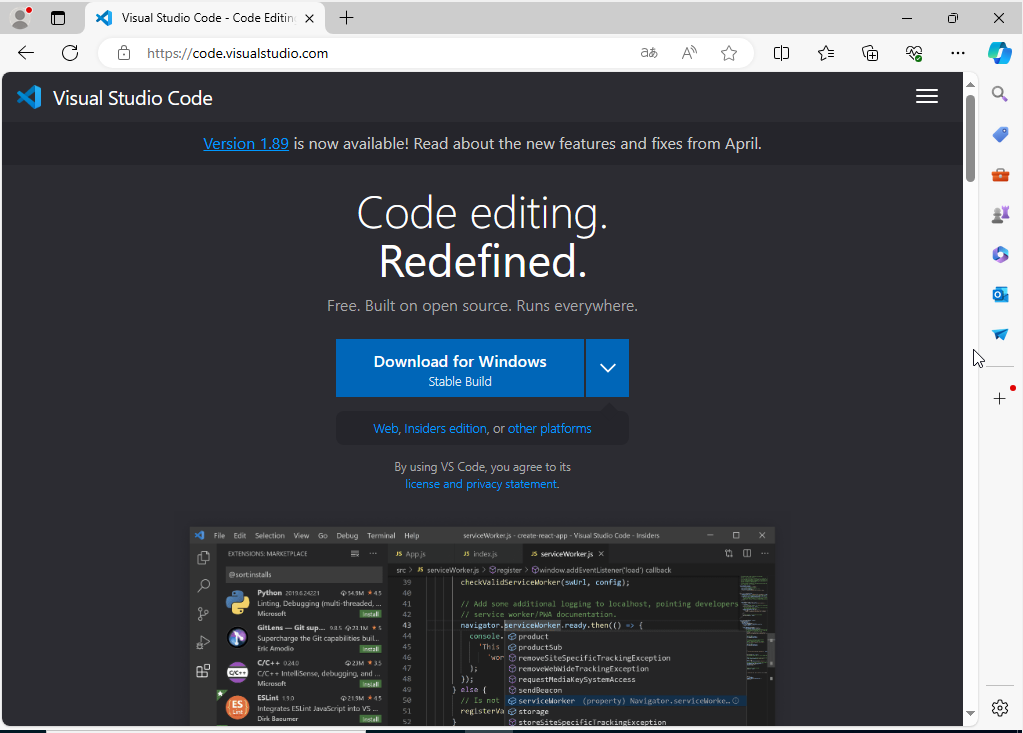 Visual Studio Code - Code Editing
https://code.visualstudio.com
Visual Studio Code
Version 1.89 is now available! Read about the new features and fixes from April.
Code editing.
Redefined.
Free. Built on open source. Runs everywhere.
Download for Windows
Stable Build
Web, Insiders edition, or other platforms
By using VS Code, you agree to its
license and privacy statement.
File Edit Selection View Go Debug Terminal Help serviceWorker.js - create-react-app - Visual Studio Code - Insiders
EXTENSIONS: MARKETPLACE
@sort:installs
Python 2019.6.24221 54.9M 4.5
Linting, Debugging (multi-threaded, ...
Microsoft Install
GitLens — Git sup... 9.8.5 23.1M 5
Supercharge the Git capabilities buil...
Eric Amodio Install
C/C++ 0.24.0 23M 3.5
C/C++ IntelliSense, debugging, and ...
Microsoft Install
ESLint 1.9.0 21.3M 4.5
Integrates ESLint JavaScript into VS ...
Dirk Baeumer Install
JS App.js JS index.js JS serviceWorker.js
src > JS serviceWorker.js > register > window.addEventListener('load') callback
39 checkValidServiceWorker(swUrl, config);
40
41 // Add some additional logging to localhost, pointing developers
42 // service worker/PWA documentation.
43 navigator.serviceWorker.ready.then(() => {
44 console. product
45 'This productSub
46 'wor removeSiteSpecificTrackingException
47 ); removeWebWideTrackingException
48 }); requestMediaKeySystemAccess
49 } else { sendBeacon
50 // Is not serviceWorker (property) Navigator.serviceWorke...
51 registerVa storage
52 } storeSiteSpecificTrackingException